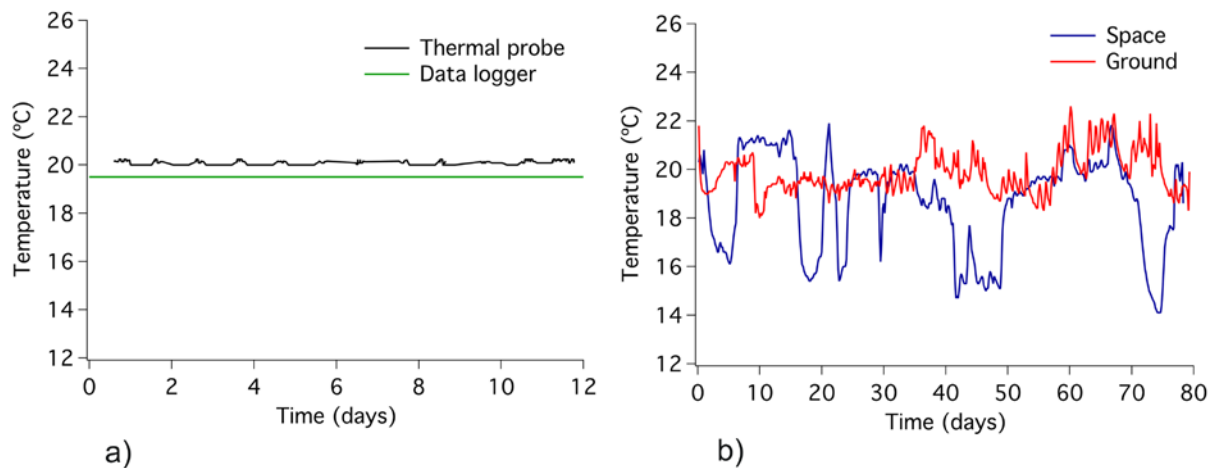 26
24
22
20
18
16
14
12
Temperature (°C)
Thermal probe
Data logger
0 2 4 6 8 10 12
Time (days)
a)
26
24
22
20
18
16
14
12
Temperature (°C)
Space
Ground
0 10 20 30 40 50 60 70 80
Time (days)
b)